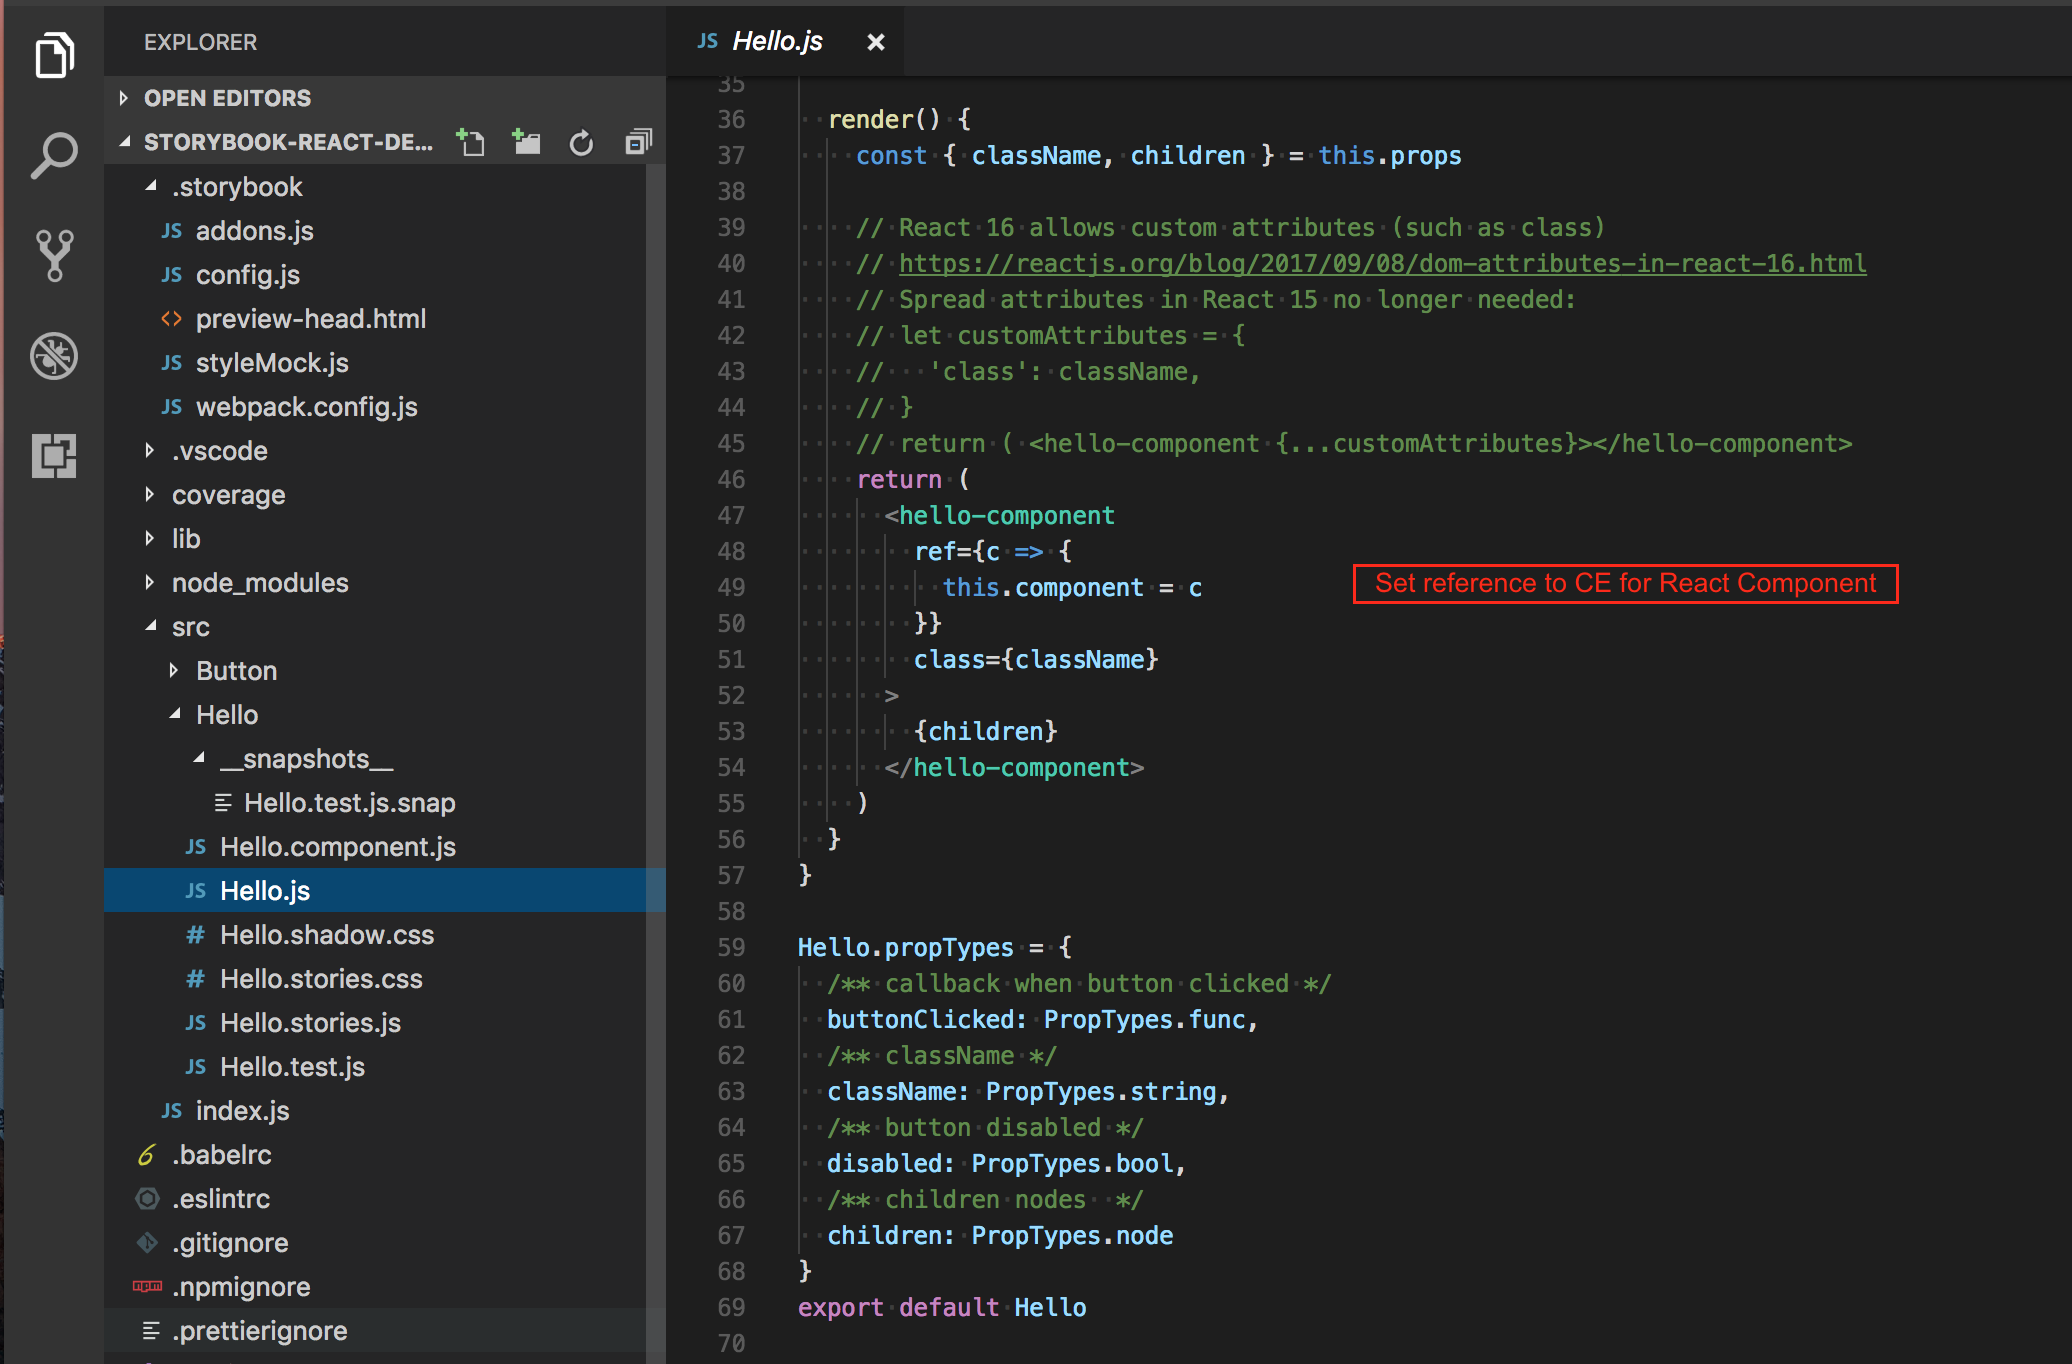 EXPLORER
OPEN EDITORS
STORYBOOK-REACT-DE...
.storybook
JS addons.js
JS config.js
<> preview-head.html
JS styleMock.js
JS webpack.config.js
.vscode
coverage
lib
node_modules
src
Button
Hello
__snapshots__
Hello.test.js.snap
JS Hello.component.js
JS Hello.js
# Hello.shadow.css
# Hello.stories.css
JS Hello.stories.js
JS Hello.test.js
JS index.js
.babelrc
.eslintrc
.gitignore
npm .npmignore
.prettierignore
JS Hello.js ×
35
36 render() {
37 const { className, children } = this.props
38
39 // React 16 allows custom attributes (such as class)
40 // https://reactjs.org/blog/2017/09/08/dom-attributes-in-react-16.html
41 // Spread attributes in React 15 no longer needed:
42 // let customAttributes = {
43 // 'class': className,
44 // }
45 // return ( <hello-component {...customAttributes}></hello-component>
46 return (
47 <hello-component
48 ref={c => {
49 this.component = c
Set reference to CE for React Component
50 }}
51 class={className}
52 >
53 {children}
54 </hello-component>
55 )
56 }
57 }
58
59 Hello.propTypes = {
60 /** callback when button clicked */
61 buttonClicked: PropTypes.func,
62 /** className */
63 className: PropTypes.string,
64 /** button disabled */
65 disabled: PropTypes.bool,
66 /** children nodes */
67 children: PropTypes.node
68 }
69 export default Hello
70